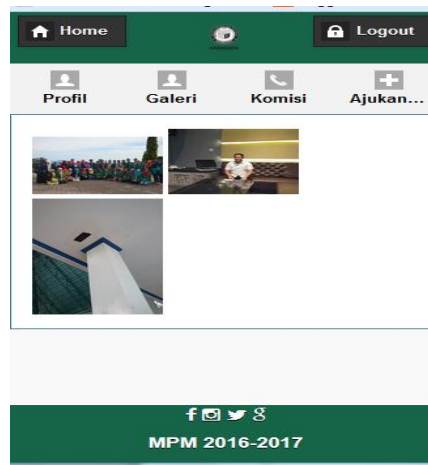 Home
Logout
Profil
Galeri
Komisi
Ajukan...
MPM 2016-2017